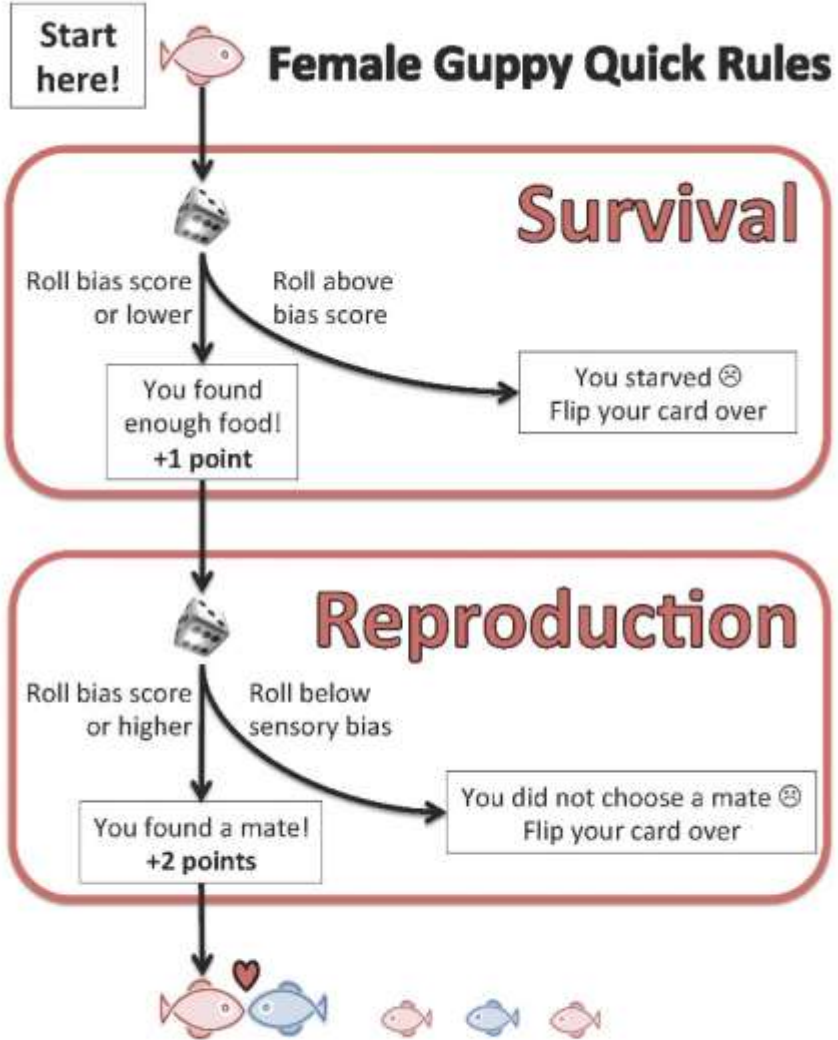 Start
here!
Female Guppy Quick Rules
Survival
Roll bias score
or lower
Roll above
bias score
You found
enough food!
+1 point
You starved ☹
Flip your card over
Reproduction
Roll bias score
or higher
Roll below
sensory bias
You found a mate!
+2 points
You did not choose a mate ☹
Flip your card over